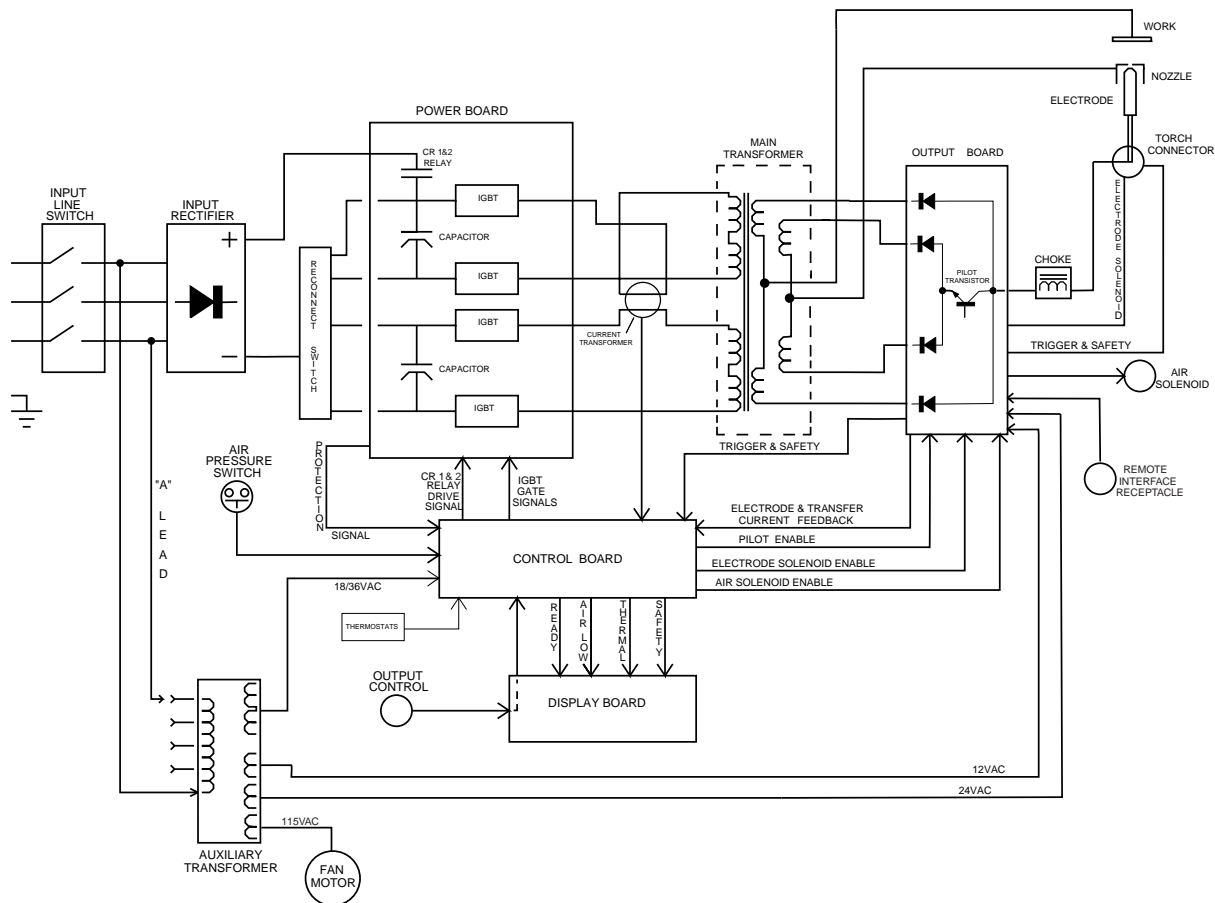 WORK
NOZZLE
ELECTRODE
TORCH
CONNECTOR
POWER BOARD
MAIN
TRANSFORMER
OUTPUT BOARD
CR 1&2
RELAY
INPUT
LINE
SWITCH
INPUT
RECTIFIER
+
−
IGBT
CAPACITOR
IGBT
IGBT
CAPACITOR
IGBT
RECONNECT SWITCH
CURRENT
TRANSFORMER
PILOT
TRANSISTOR
CHOKE
ELECTRODE SOLENOID
TRIGGER & SAFETY
AIR
SOLENOID
REMOTE
INTERFACE
RECEPTACLE
TRIGGER & SAFETY
AIR
PRESSURE
SWITCH
PROTECTION
SIGNAL
CR 1& 2
RELAY
DRIVE
SIGNAL
IGBT
GATE
SIGNALS
"A" LEAD
ELECTRODE & TRANSFER
CURRENT FEEDBACK
PILOT ENABLE
ELECTRODE SOLENOID ENABLE
AIR SOLENOID ENABLE
CONTROL BOARD
18/36VAC
THERMOSTATS
READY
AIR LOW
THERMAL
SAFETY
OUTPUT
CONTROL
DISPLAY BOARD
12VAC
24VAC
115VAC
AUXILIARY
TRANSFORMER
FAN
MOTOR